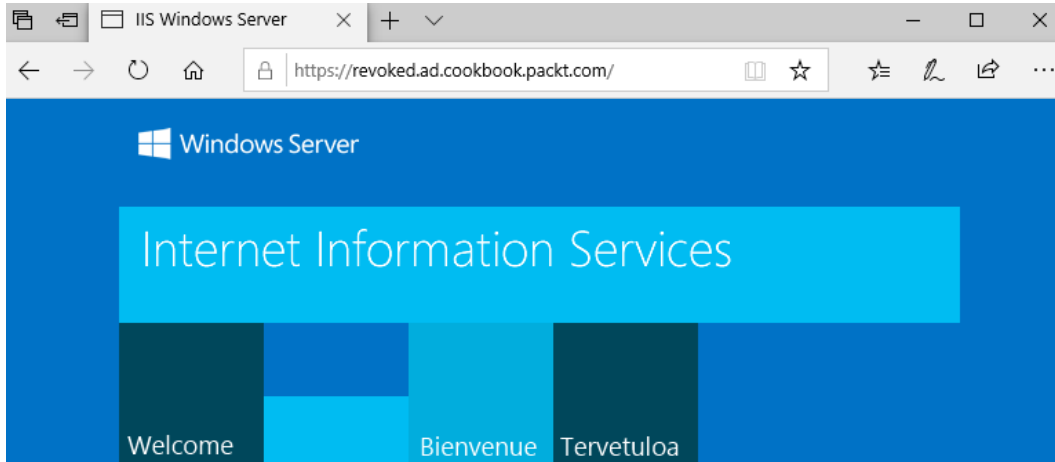 IIS Windows Server
https://revoked.ad.cookbook.packt.com/
Windows Server
Internet Information Services
Welcome Bienvenue Tervetuloa